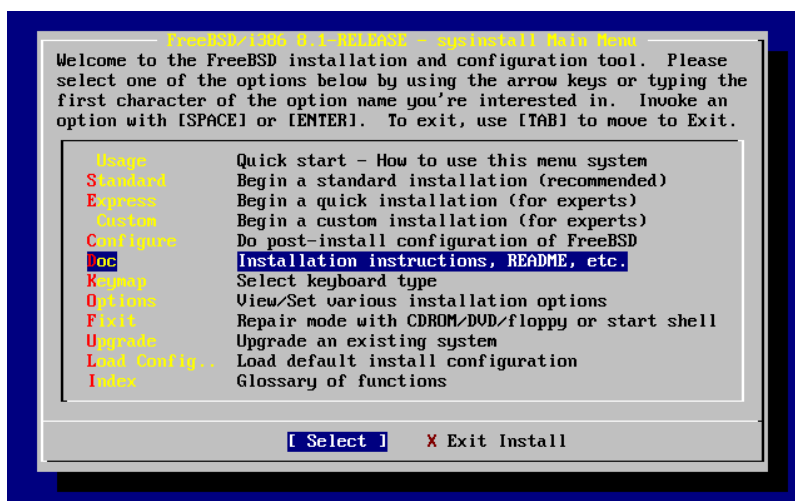 FreeBSD/i386 8.1-RELEASE - sysinstall Main Menu
Welcome to the FreeBSD installation and configuration tool. Please
select one of the options below by using the arrow keys or typing the
first character of the option name you're interested in. Invoke an
option with [SPACE] or [ENTER]. To exit, use [TAB] to move to Exit.
Usage Quick start - How to use this menu system
Standard Begin a standard installation (recommended)
Express Begin a quick installation (for experts)
Custom Begin a custom installation (for experts)
Configure Do post-install configuration of FreeBSD
Doc Installation instructions, README, etc.
Keymap Select keyboard type
Options View/Set various installation options
Fixit Repair mode with CDROM/DVD/floppy or start shell
Upgrade Upgrade an existing system
Load Config.. Load default install configuration
Index Glossary of functions
[ Select ] X Exit Install